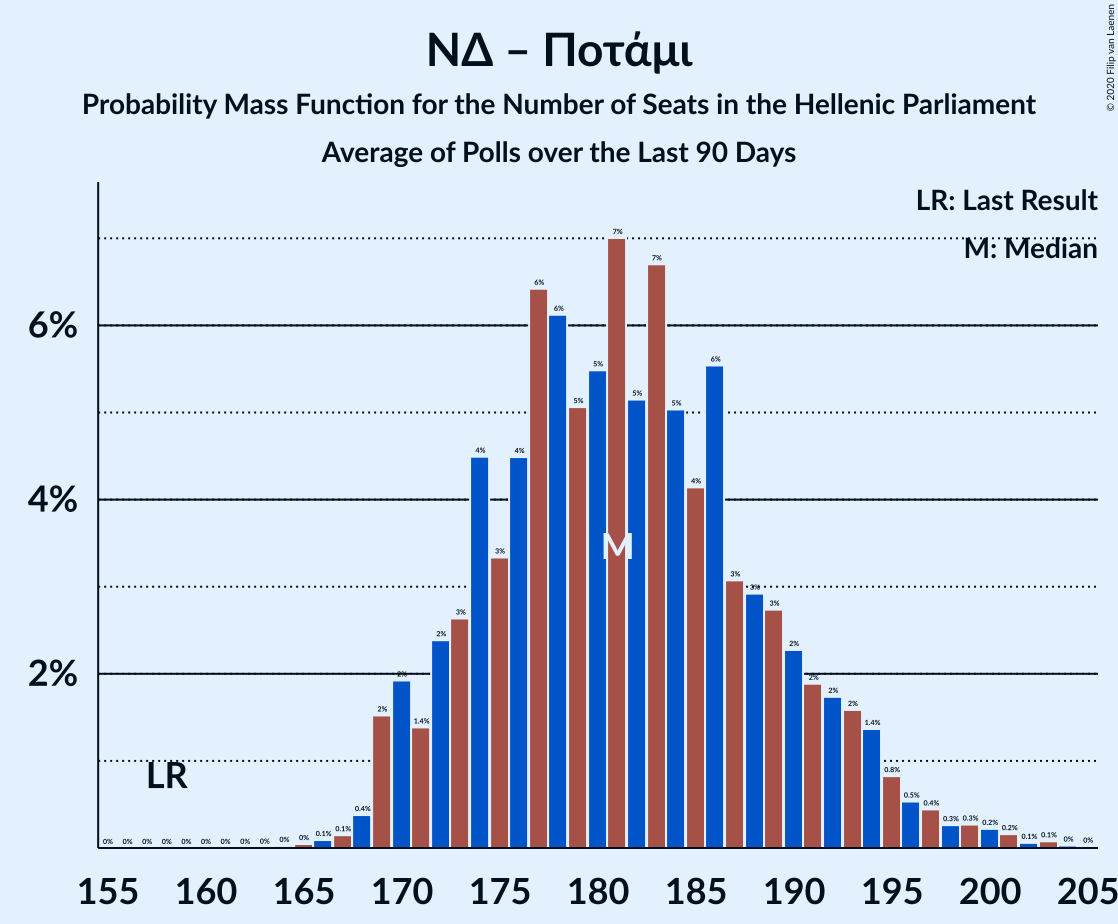 ΝΔ – Ποτάμι
Probability Mass Function for the Number of Seats in the Hellenic Parliament
Average of Polls over the Last 90 Days
© 2020 Filip van Laenen
LR: Last Result
M: Median
6%
4%
2%
0% 0% 0% 0% 0% 0% 0% 0% 0% 0% 0% 0.1% 0.1% 0.4% 2% 2% 1.4% 2% 3% 4% 3% 4% 6% 6% 5% 5% 7% 5% 7% 5% 4% 6% 3% 3% 3% 2% 2% 2% 2% 1.4% 0.8% 0.5% 0.4% 0.3% 0.3% 0.2% 0.2% 0.1% 0.1% 0% 0%
M
LR
155 160 165 170 175 180 185 190 195 200 205